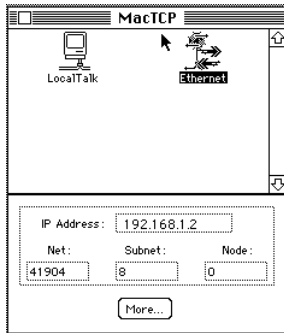 MacTCP
LocalTalk
Ethernet
IP Address: 192.168.1.2
Net: Subnet: Node:
41904 8 0
More...